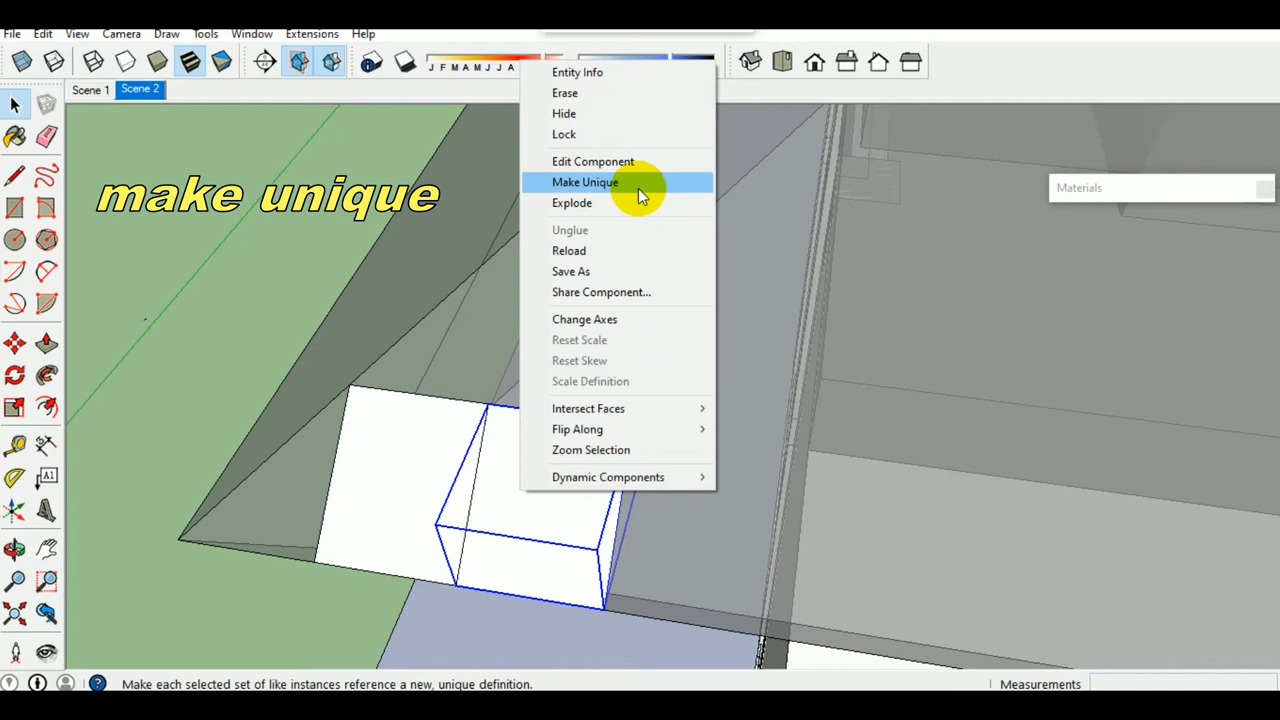 File Edit View Camera Draw Tools Window Extensions Help
J F M A M J J A
Scene 1 Scene 2
make unique
Entity Info
Erase
Hide
Lock
Edit Component
Make Unique
Explode
Unglue
Reload
Save As
Share Component...
Change Axes
Reset Scale
Reset Skew
Scale Definition
Intersect Faces
Flip Along
Zoom Selection
Dynamic Components
Materials
A1
Make each selected set of like instances reference a new, unique definition.
Measurements